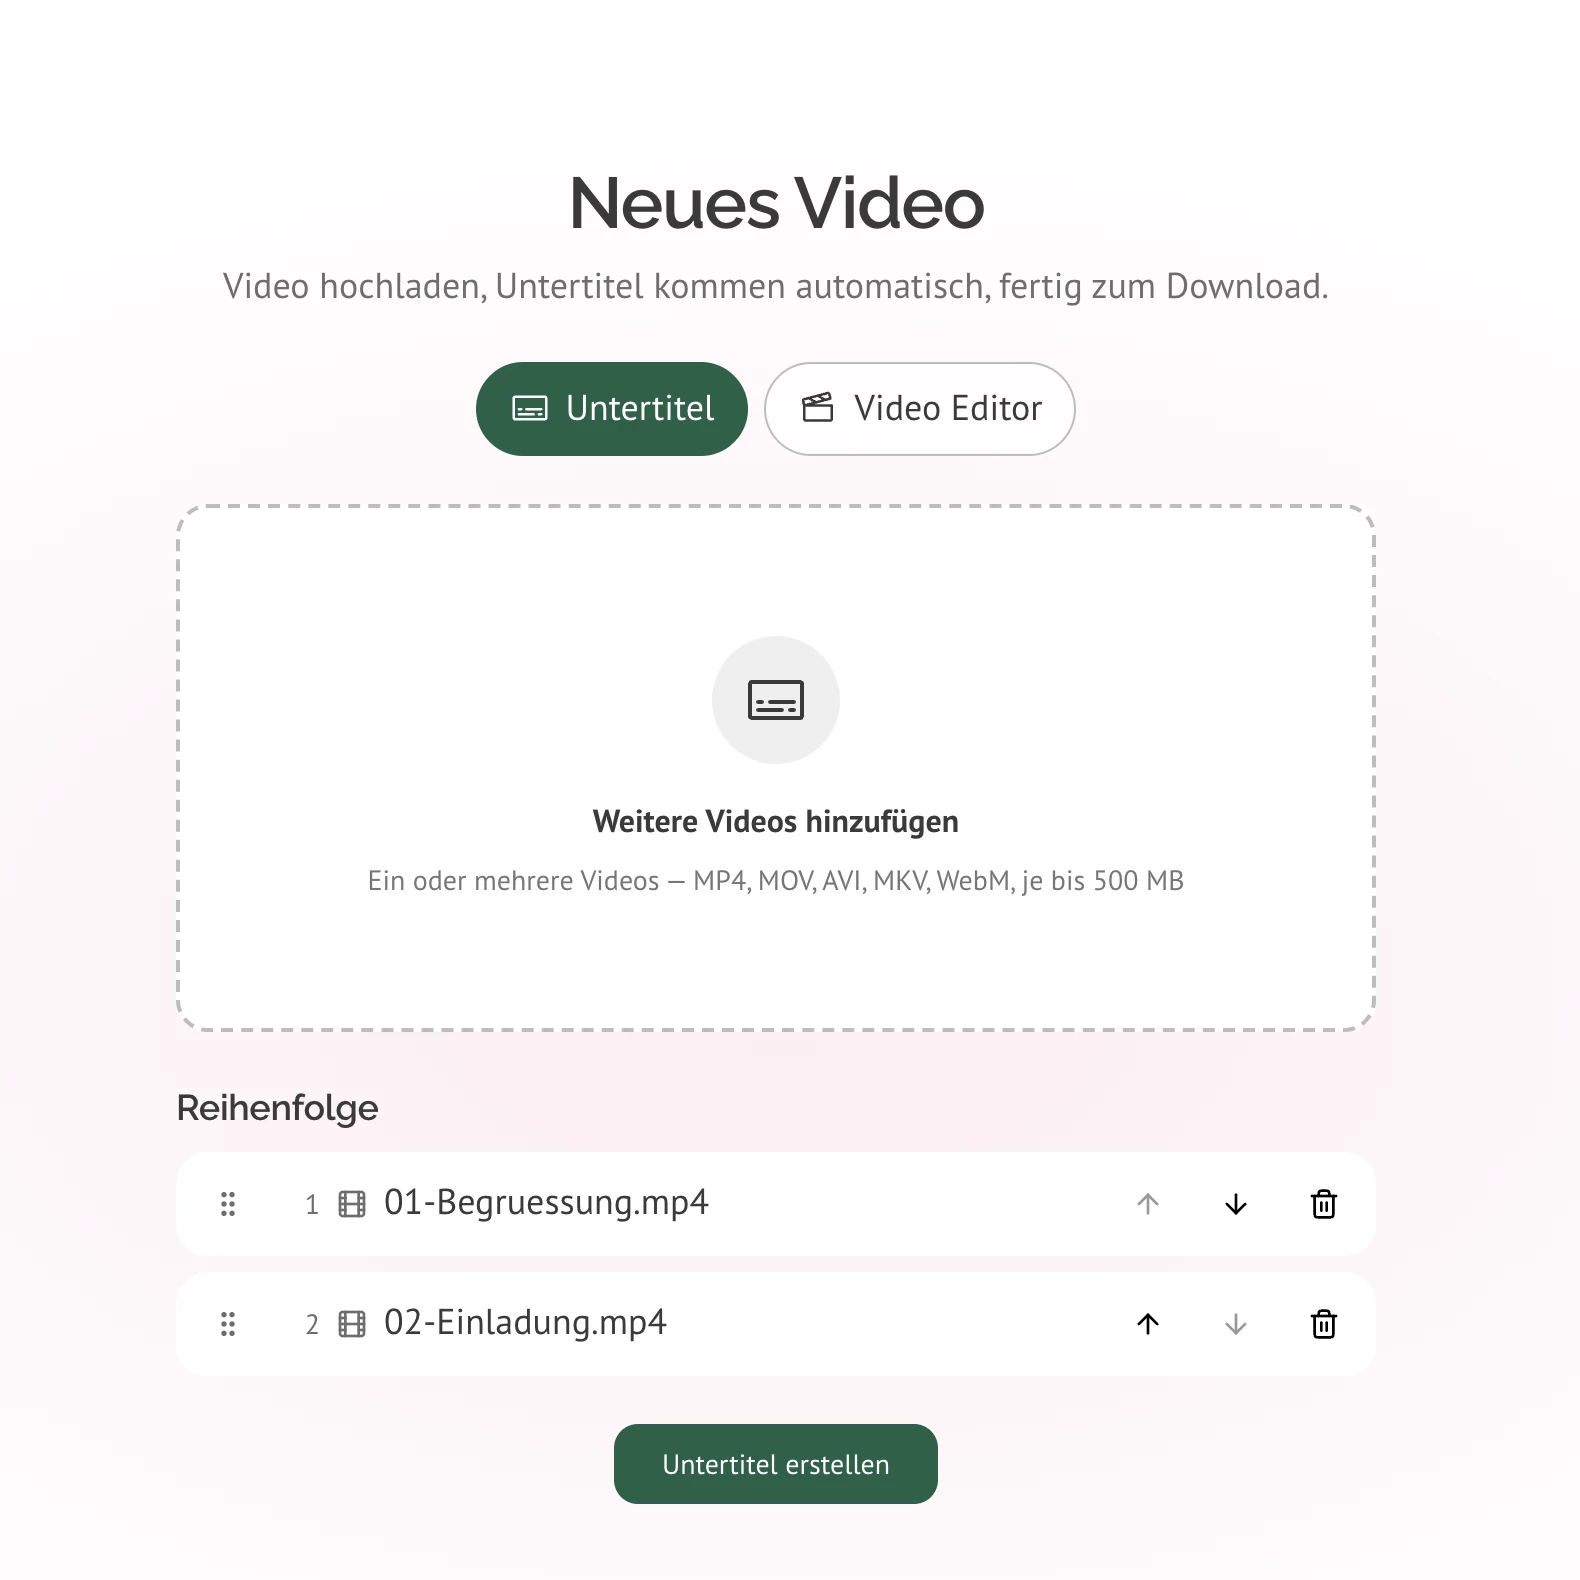 Neues Video
Video hochladen, Untertitel kommen automatisch, fertig zum Download.
Untertitel
Video Editor
Weitere Videos hinzufügen
Ein oder mehrere Videos — MP4, MOV, AVI, MKV, WebM, je bis 500 MB
Reihenfolge
1 01-Begruessung.mp4
2 02-Einladung.mp4
Untertitel erstellen